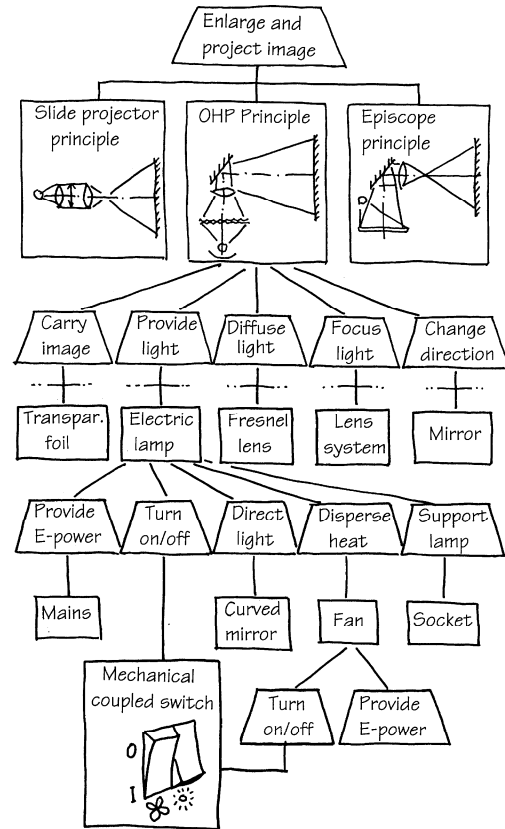 Enlarge and
project image
Slide projector
principle
OHP Principle
Episcope
principle
Carry
image
Provide
light
Diffuse
light
Focus
light
Change
direction
Transpar.
foil
Electric
lamp
Fresnel
lens
Lens
system
Mirror
Provide
E-power
Turn
on/off
Direct
light
Disperse
heat
Support
lamp
Mains
Curved
mirror
Fan
Socket
Mechanical
coupled switch
O
I
Turn
on/off
Provide
E-power